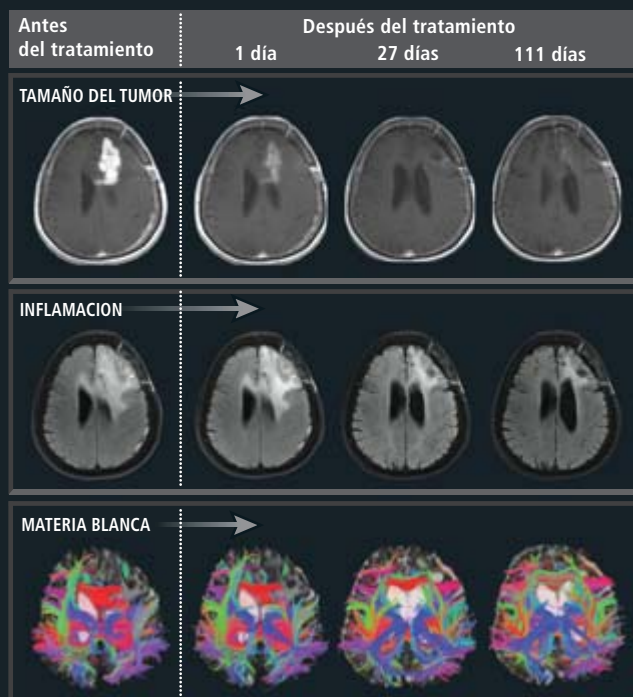 Antes
del tratamiento
Después del tratamiento
1 día
27 días
111 días
TAMAÑO DEL TUMOR
INFLAMACION
MATERIA BLANCA